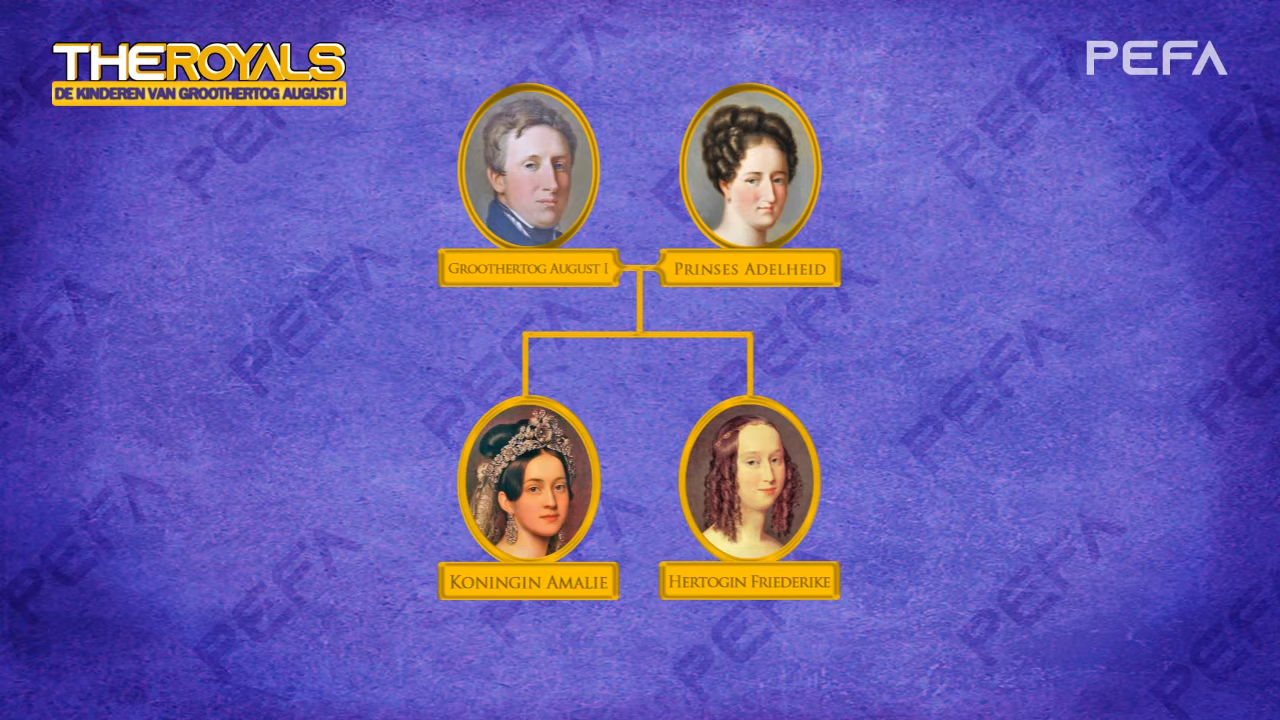 THEROYALS
DE KINDEREN VAN GROOTHERTOG AUGUST I
PEFA
GROOTHERTOG AUGUST I
PRINSES ADELHEID
KONINGIN AMALIE
HERTOGIN FRIEDERIKE